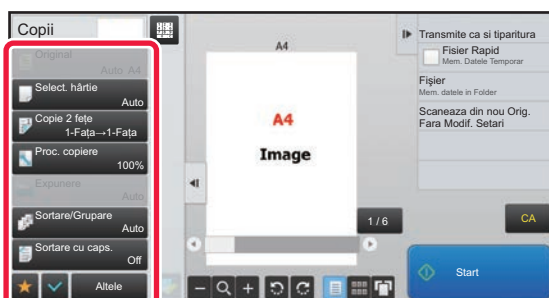 Copii
Original
Auto A4
Select. hârtie
Auto
Copie 2 fețe
1-Fața→1-Fața
Proc. copiere
100%
Expunere
Auto
Sortare/Grupare
Auto
Sortare cu caps.
Off
Altele
A4
A4
Image
1 / 6
Transmite ca si tiparitura
Fisier Rapid
Mem. Datele Temporar
Fișier
Mem. datele in Folder
Scaneaza din nou Orig.
Fara Modif. Setari
CA
Start